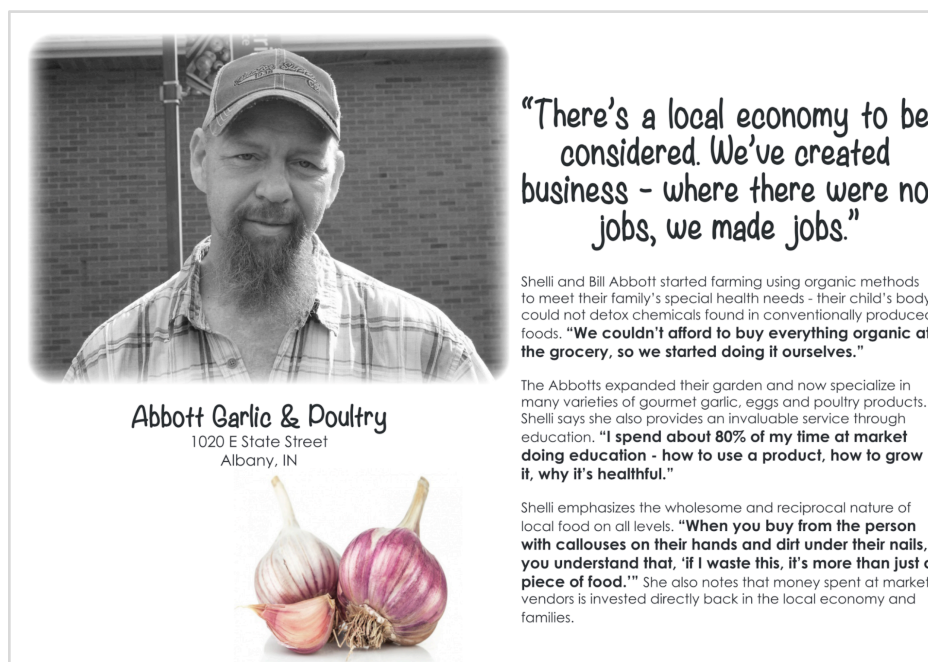 “There’s a local economy to be
considered. We’ve created
business - where there were no
jobs, we made jobs.”
Shelli and Bill Abbott started farming using organic methods
to meet their family’s special health needs - their child’s body
could not detox chemicals found in conventionally produced
foods. “We couldn’t afford to buy everything organic at
the grocery, so we started doing it ourselves.”
The Abbotts expanded their garden and now specialize in
many varieties of gourmet garlic, eggs and poultry products.
Shelli says she also provides an invaluable service through
education. “I spend about 80% of my time at market
doing education - how to use a product, how to grow
it, why it’s healthful.”
Shelli emphasizes the wholesome and reciprocal nature of
local food on all levels. “When you buy from the person
with callouses on their hands and dirt under their nails,
you understand that, ‘if I waste this, it’s more than just a
piece of food.’” She also notes that money spent at market
vendors is invested directly back in the local economy and
families.
Abbott Garlic & Poultry
1020 E State Street
Albany, IN